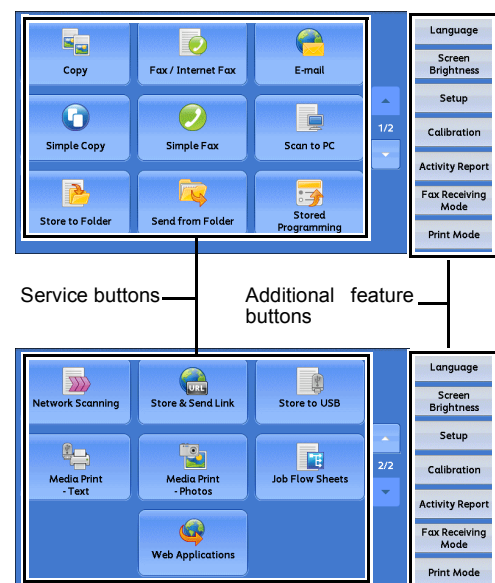 Copy
Fax / Internet Fax
E-mail
Simple Copy
Simple Fax
Scan to PC
Store to Folder
Send from Folder
Stored
Programming
1/2
Language
Screen
Brightness
Setup
Calibration
Activity Report
Fax Receiving
Mode
Print Mode
Service buttons
Additional feature
buttons
Network Scanning
URL
Store & Send Link
Store to USB
Media Print
- Text
Media Print
- Photos
Job Flow Sheets
Web Applications
2/2
Language
Screen
Brightness
Setup
Calibration
Activity Report
Fax Receiving
Mode
Print Mode